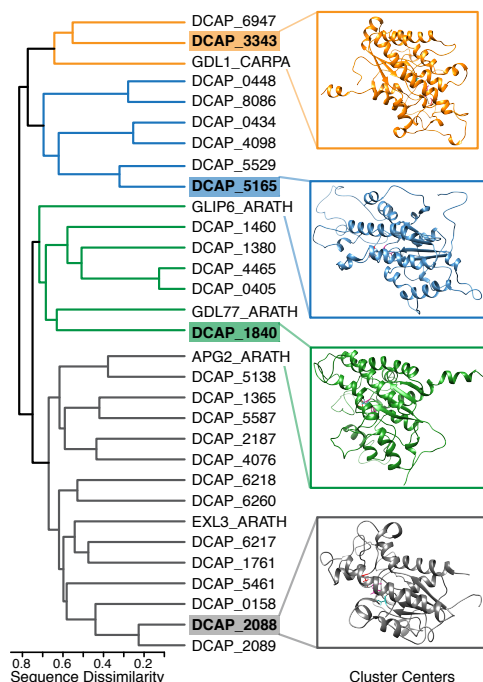 DCAP_6947
DCAP_3343
GDL1_CARPA
DCAP_0448
DCAP_8086
DCAP_0434
DCAP_4098
DCAP_5529
DCAP_5165
GLIP6_ARATH
DCAP_1460
DCAP_1380
DCAP_4465
DCAP_0405
GDL77_ARATH
DCAP_1840
APG2_ARATH
DCAP_5138
DCAP_1365
DCAP_5587
DCAP_2187
DCAP_4076
DCAP_6218
DCAP_6260
EXL3_ARATH
DCAP_6217
DCAP_1761
DCAP_5461
DCAP_0158
DCAP_2088
DCAP_2089
0.8 0.6 0.4 0.2
Sequence Dissimilarity
Cluster Centers